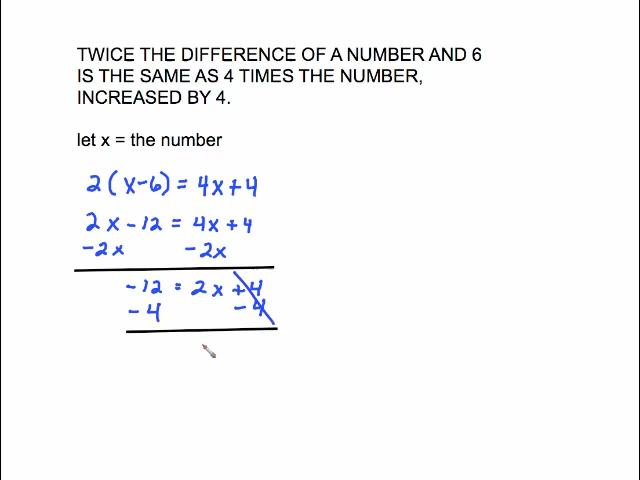 TWICE THE DIFFERENCE OF A NUMBER AND 6
IS THE SAME AS 4 TIMES THE NUMBER,
INCREASED BY 4.
let x = the number
2(x-6) = 4x+4
2x-12 = 4x+4
-2x -2x
-12 = 2x +4
-4 -4